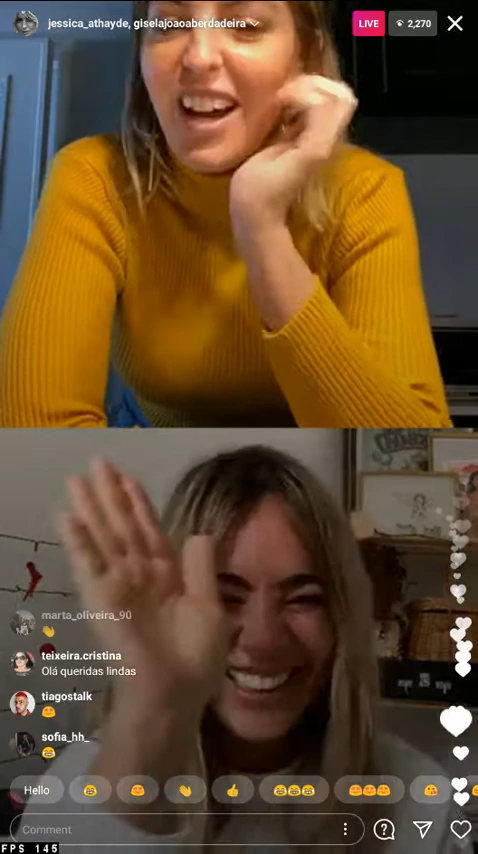 jessica_athayde, giselajoaoaberdadeira
LIVE
2,270
marta_oliveira_90
👋
teixeira.cristina
Olá queridas lindas
tiagostalk
🥰
sofia_hh_
😂
Hello
😂
🥰
👋
👍
😂😂😂
🥰🥰🥰
😘
Comment
FPS 145